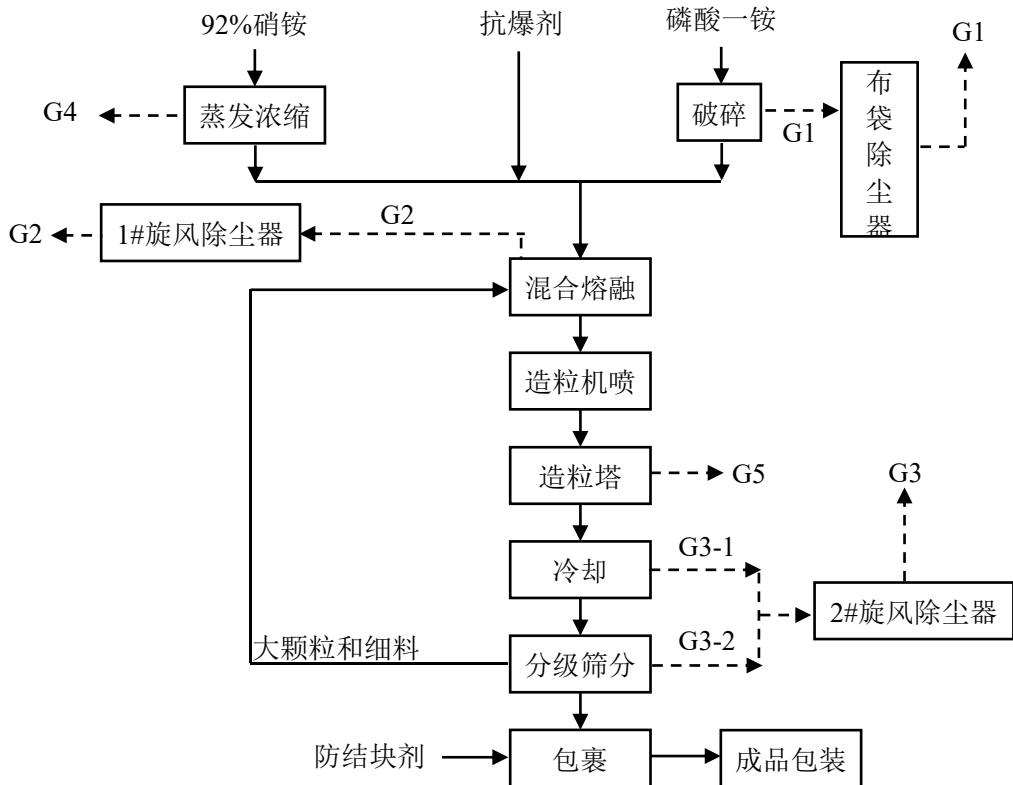 92%硝铵
抗爆剂
磷酸一铵
G1
G4
蒸发浓缩
破碎
G1
布袋除尘器
G2
1#旋风除尘器
G2
混合熔融
造粒机喷
造粒塔
G5
G3
冷却
G3-1
2#旋风除尘器
大颗粒和细料
分级筛分
G3-2
防结块剂
包裹
成品包装